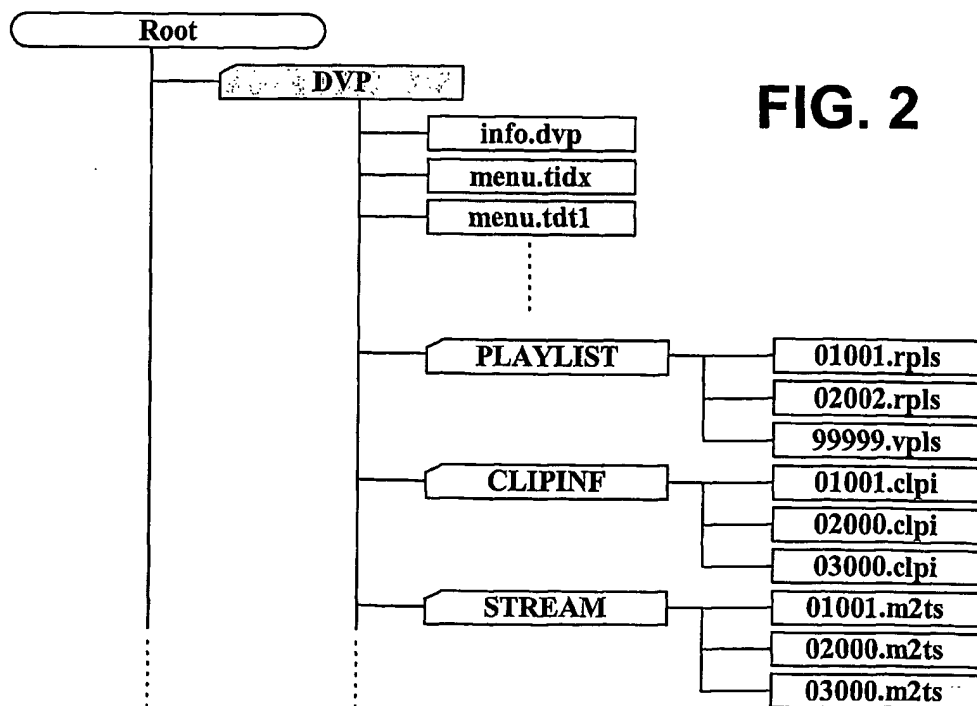 Root
DVP
FIG. 2
info.dvp
menu.tidx
menu.tdt1
PLAYLIST
01001.rpls
02002.rpls
99999.vpls
CLIPINF
01001.clpi
02000.clpi
03000.clpi
STREAM
01001.m2ts
02000.m2ts
03000.m2ts